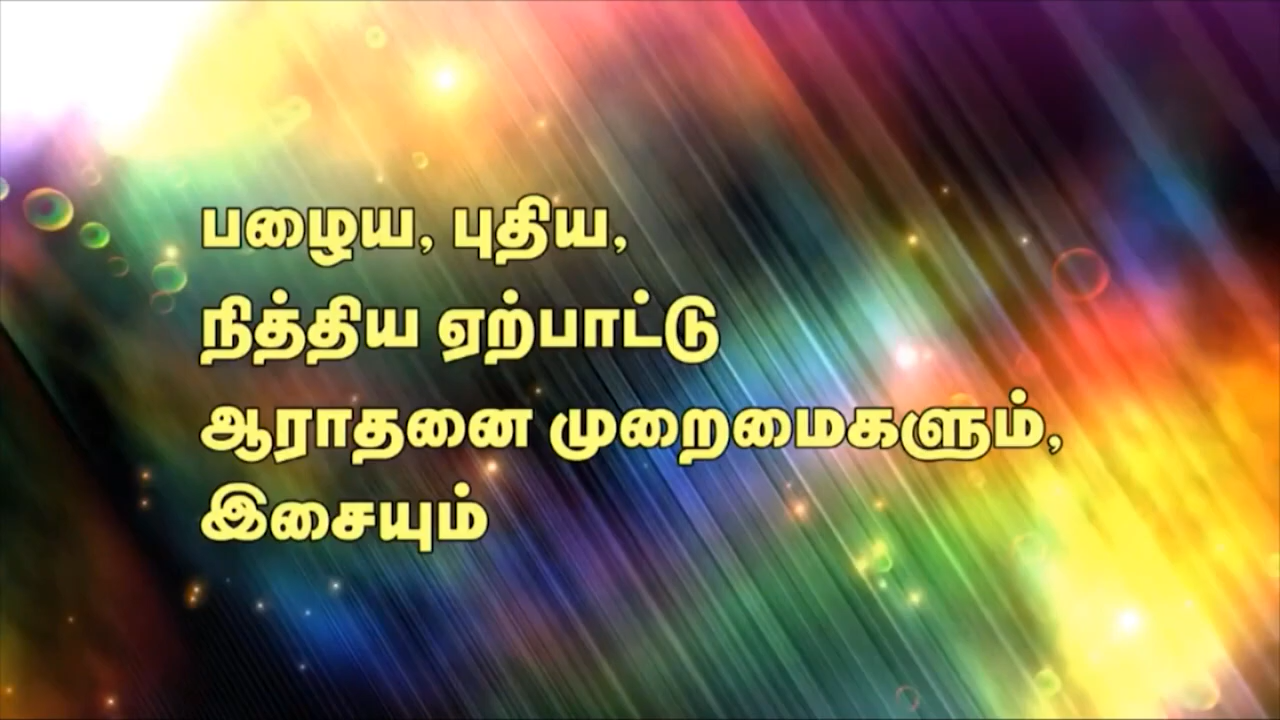 பழைய, புதிய,
நித்திய ஏற்பாட்டு
ஆராதனை முறைமைகளும்,
இசையும்